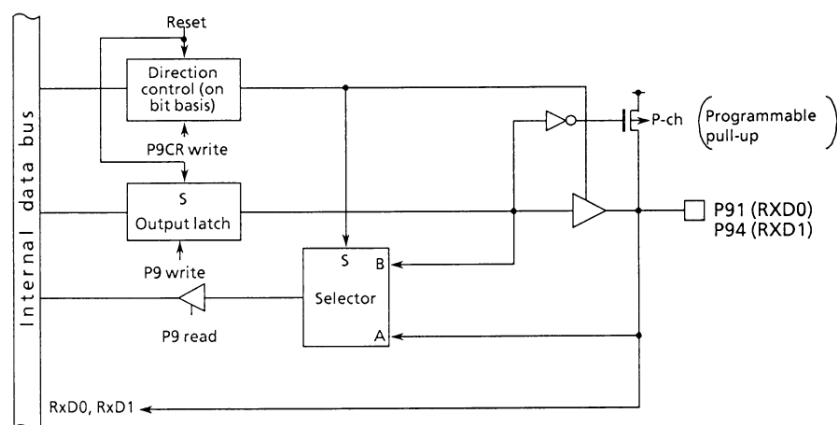 Reset
Internal data bus
Direction
control (on
bit basis)
P-ch
(Programmable
pull-up)
P9CR write
S
Output latch
P91 (RXD0)
P94 (RXD1)
P9 write
S
B
Selector
A
P9 read
RxD0, RxD1